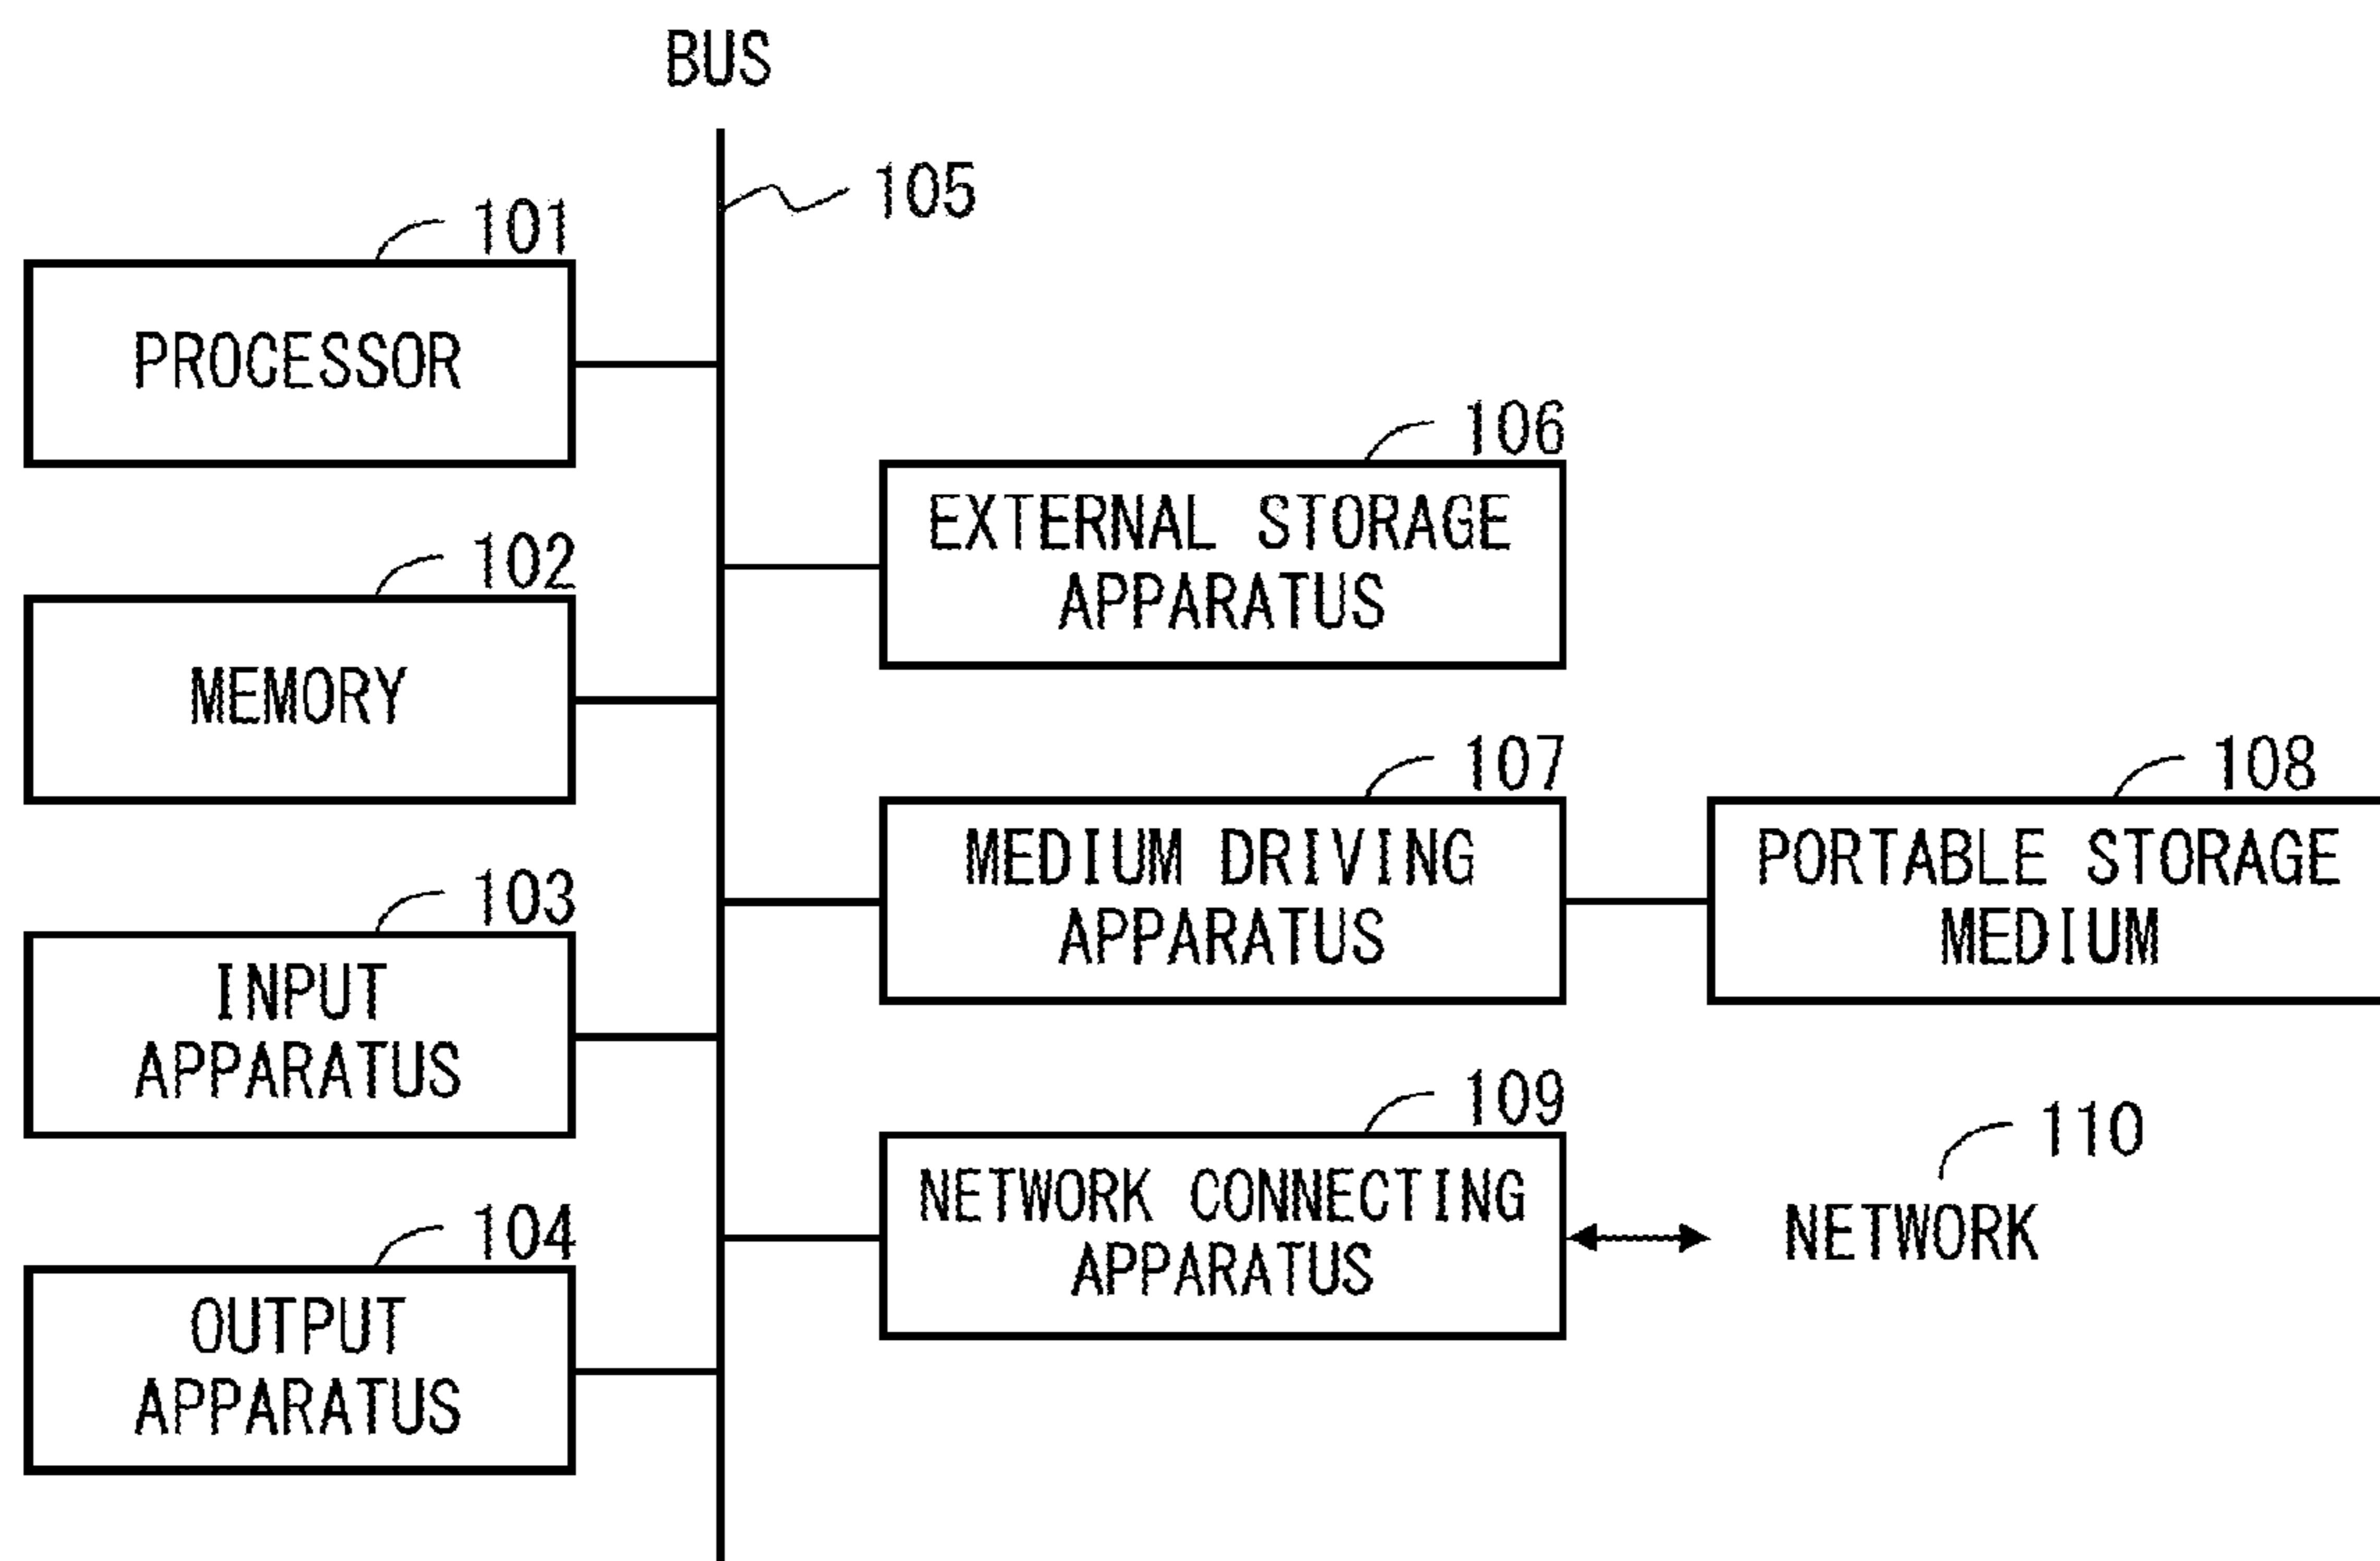 BUS
105
101
PROCESSOR
106
EXTERNAL STORAGE
APPARATUS
102
MEMORY
107
MEDIUM DRIVING
APPARATUS
108
PORTABLE STORAGE
MEDIUM
103
INPUT
APPARATUS
109
NETWORK CONNECTING
APPARATUS
110
NETWORK
104
OUTPUT
APPARATUS